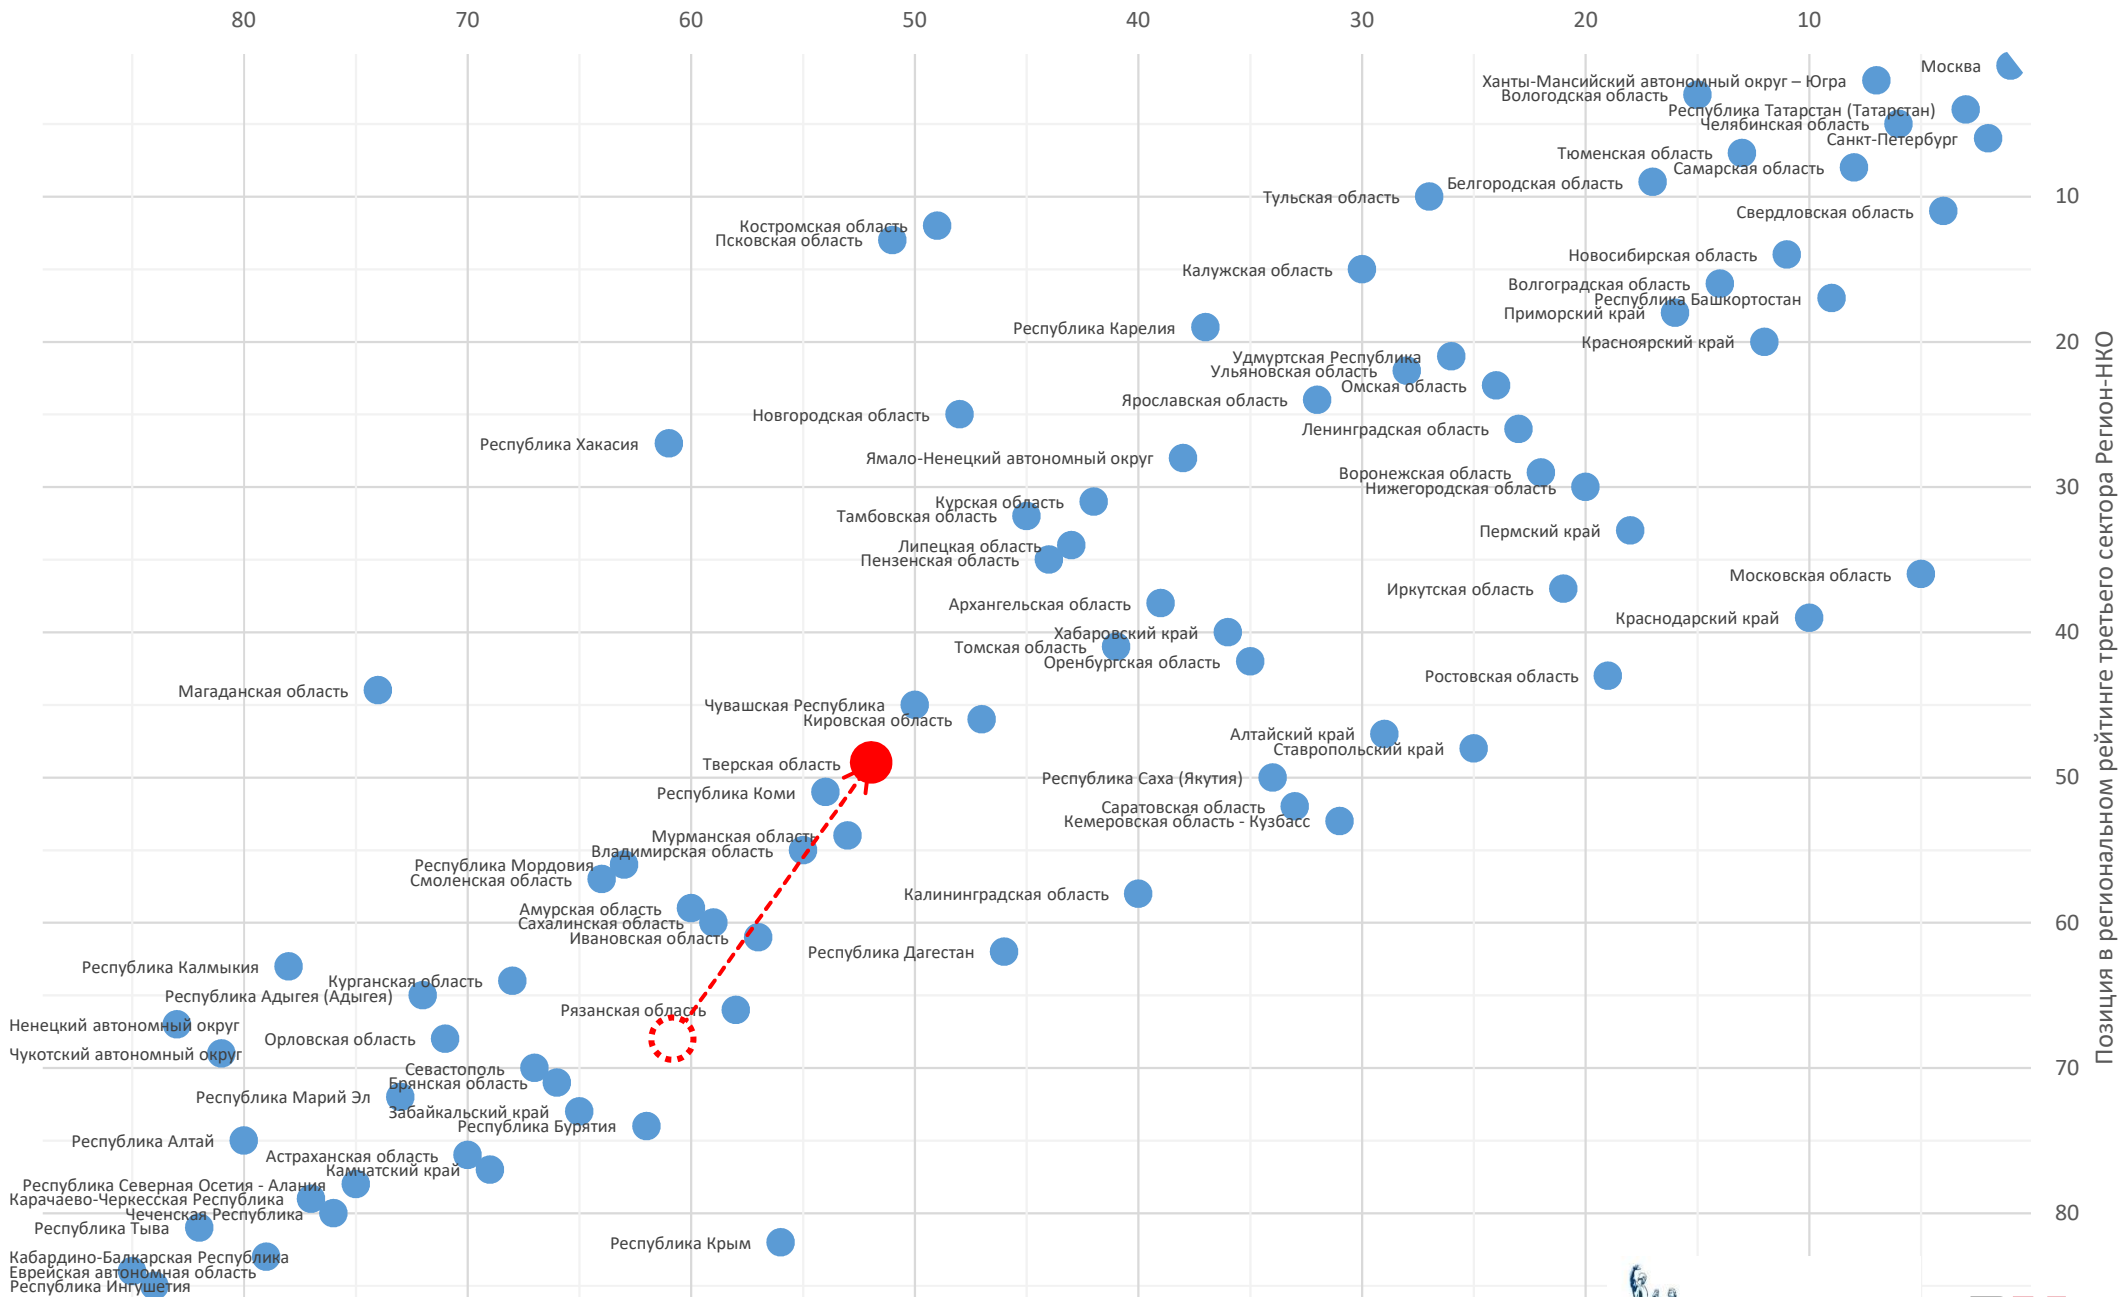 80 70 60 50 40 30 20 10
Москва
Ханты-Мансийский автономный округ – Югра
Вологодская область
Республика Татарстан (Татарстан)
Челябинская область
Санкт-Петербург
Тюменская область
Самарская область
Белгородская область
Тульская область
10
Свердловская область
Костромская область
Псковская область
Новосибирская область
Калужская область
Волгоградская область
Республика Башкортостан
Приморский край
Республика Карелия
Красноярский край
20
Удмуртская Республика
Ульяновская область
Омская область
Ярославская область
Новгородская область
Ленинградская область
Республика Хакасия
Ямало-Ненецкий автономный округ
Воронежская область
Нижегородская область
30
Курская область
Тамбовская область
Пермский край
Липецкая область
Пензенская область
Московская область
Иркутская область
Архангельская область
Краснодарский край
Хабаровский край
40
Томская область
Оренбургская область
Ростовская область
Магаданская область
Чувашская Республика
Кировская область
Алтайский край
Ставропольский край
Тверская область
Республика Саха (Якутия)
50
Республика Коми
Саратовская область
Кемеровская область - Кузбасс
Мурманская область
Владимирская область
Республика Мордовия
Смоленская область
Калининградская область
Амурская область
Сахалинская область
60
Ивановская область
Республика Дагестан
Республика Калмыкия
Курганская область
Республика Адыгея (Адыгея)
Рязанская область
Ненецкий автономный округ
Орловская область
Чукотский автономный округ
Севастополь
70
Брянская область
Республика Марий Эл
Забайкальский край
Республика Бурятия
Республика Алтай
Астраханская область
Камчатский край
Республика Северная Осетия - Алания
Карачаево-Черкесская Республика
Чеченская Республика
80
Республика Тыва
Республика Крым
Кабардино-Балкарская Республика
Еврейская автономная область
Республика Ингушетия
Позиция в региональном рейтинге третьего сектора Регион-НКО